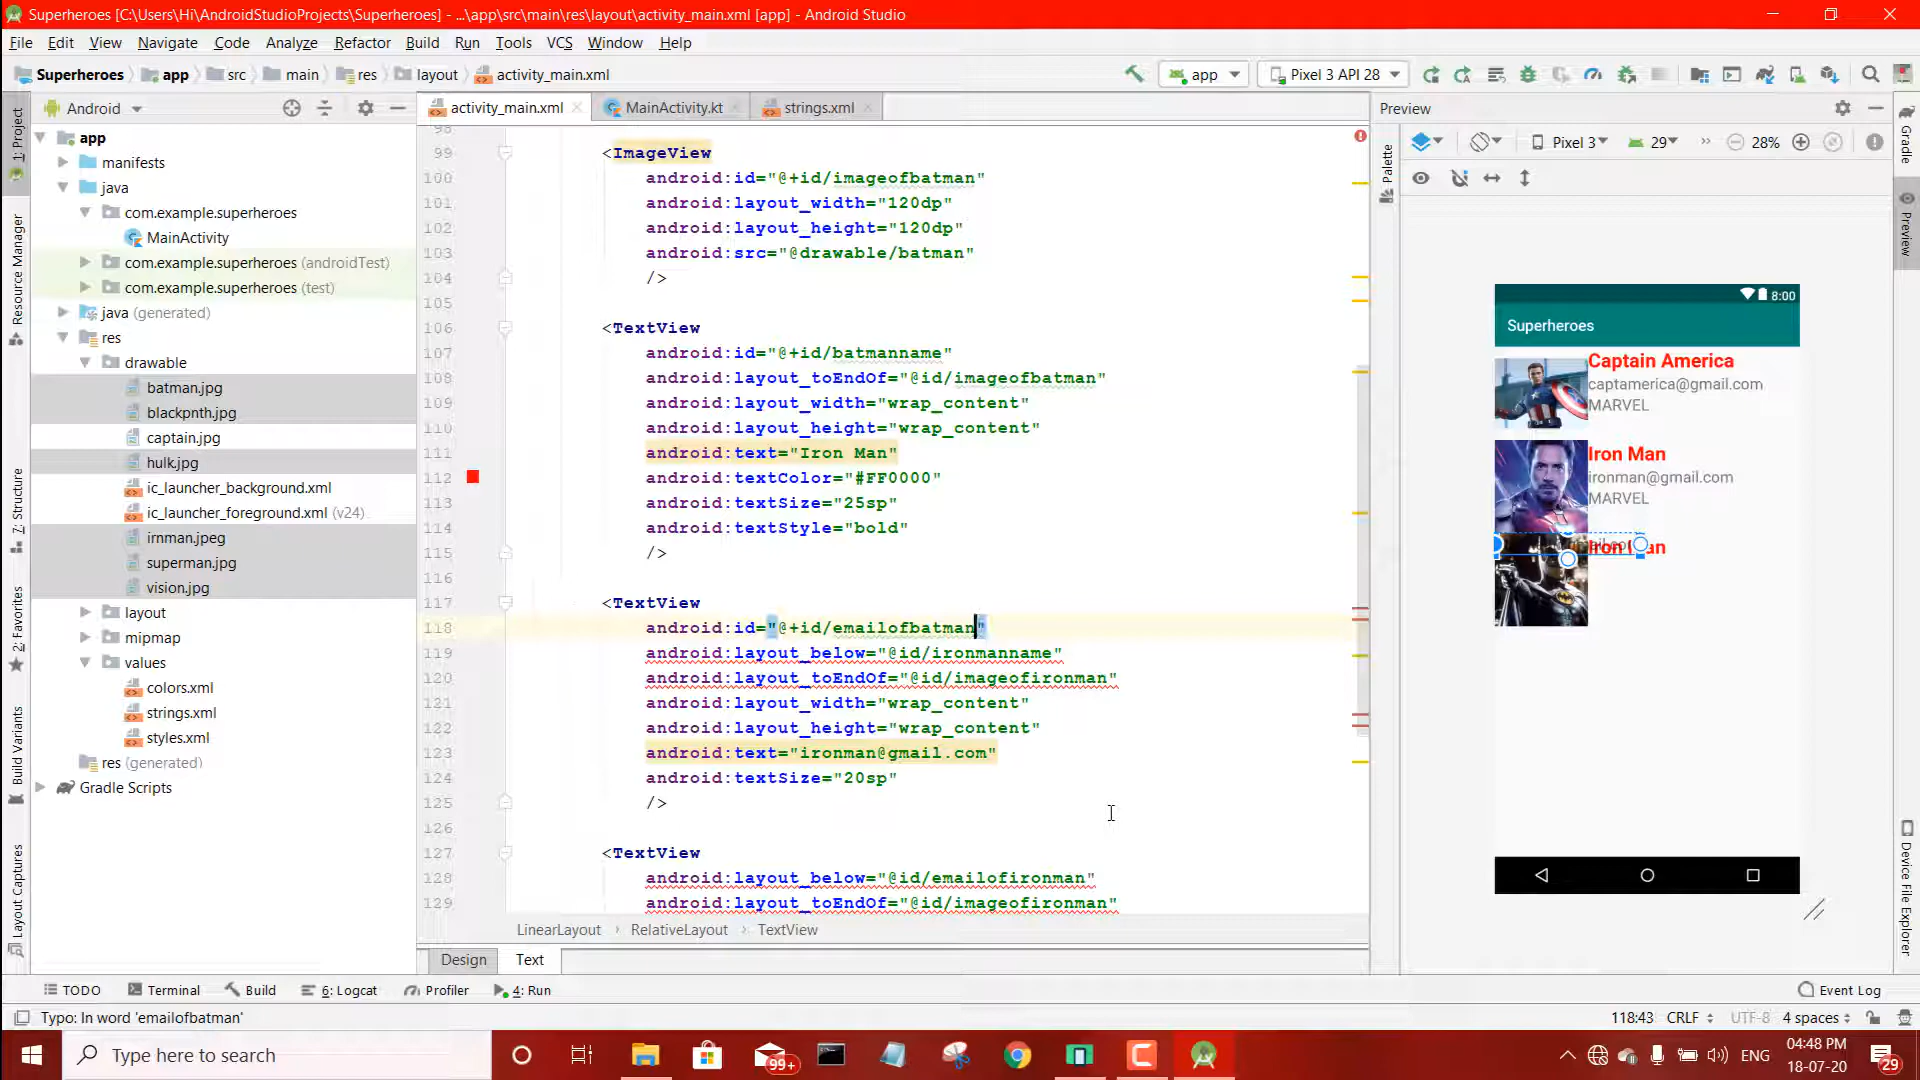 Superheroes [C:\Users\Hi\AndroidStudioProjects\Superheroes] - ...\app\src\main\res\layout\activity_main.xml [app] - Android Studio
File Edit View Navigate Code Analyze Refactor Build Run Tools VCS Window Help
Superheroes app src main res layout activity_main.xml
app
Pixel 3 API 28
Android
activity_main.xml
MainActivity.kt
strings.xml
Preview
1: Project
Resource Manager
7: Structure
2: Favorites
Build Variants
Layout Captures
app
manifests
java
com.example.superheroes
MainActivity
com.example.superheroes (androidTest)
com.example.superheroes (test)
java (generated)
res
drawable
batman.jpg
blackpnth.jpg
captain.jpg
hulk.jpg
ic_launcher_background.xml
ic_launcher_foreground.xml (v24)
irnman.jpeg
superman.jpg
vision.jpg
layout
mipmap
values
colors.xml
strings.xml
styles.xml
res (generated)
Gradle Scripts
98
99 <ImageView
100 android:id="@+id/imageofbatman"
101 android:layout_width="120dp"
102 android:layout_height="120dp"
103 android:src="@drawable/batman"
104 />
105
106 <TextView
107 android:id="@+id/batmanname"
108 android:layout_toEndOf="@id/imageofbatman"
109 android:layout_width="wrap_content"
110 android:layout_height="wrap_content"
111 android:text="Iron Man"
112 android:textColor="#FF0000"
113 android:textSize="25sp"
114 android:textStyle="bold"
115 />
116
117 <TextView
118 android:id="@+id/emailofbatman"
119 android:layout_below="@id/ironmanname"
120 android:layout_toEndOf="@id/imageofironman"
121 android:layout_width="wrap_content"
122 android:layout_height="wrap_content"
123 android:text="ironman@gmail.com"
124 android:textSize="20sp"
125 />
126
127 <TextView
128 android:layout_below="@id/emailofironman"
129 android:layout_toEndOf="@id/imageofironman"
LinearLayout › RelativeLayout › TextView
Design Text
Palette
Pixel 3 29 » 28%
8:00
Superheroes
Captain America
captamerica@gmail.com
MARVEL
Iron Man
ironman@gmail.com
MARVEL
Iron Man
Gradle
Preview
Device File Explorer
TODO Terminal Build 6: Logcat Profiler 4: Run
Event Log
Typo: In word 'emailofbatman'
118:43 CRLF UTF-8 4 spaces
Type here to search
99+
ENG
04:48 PM
18-07-20
29